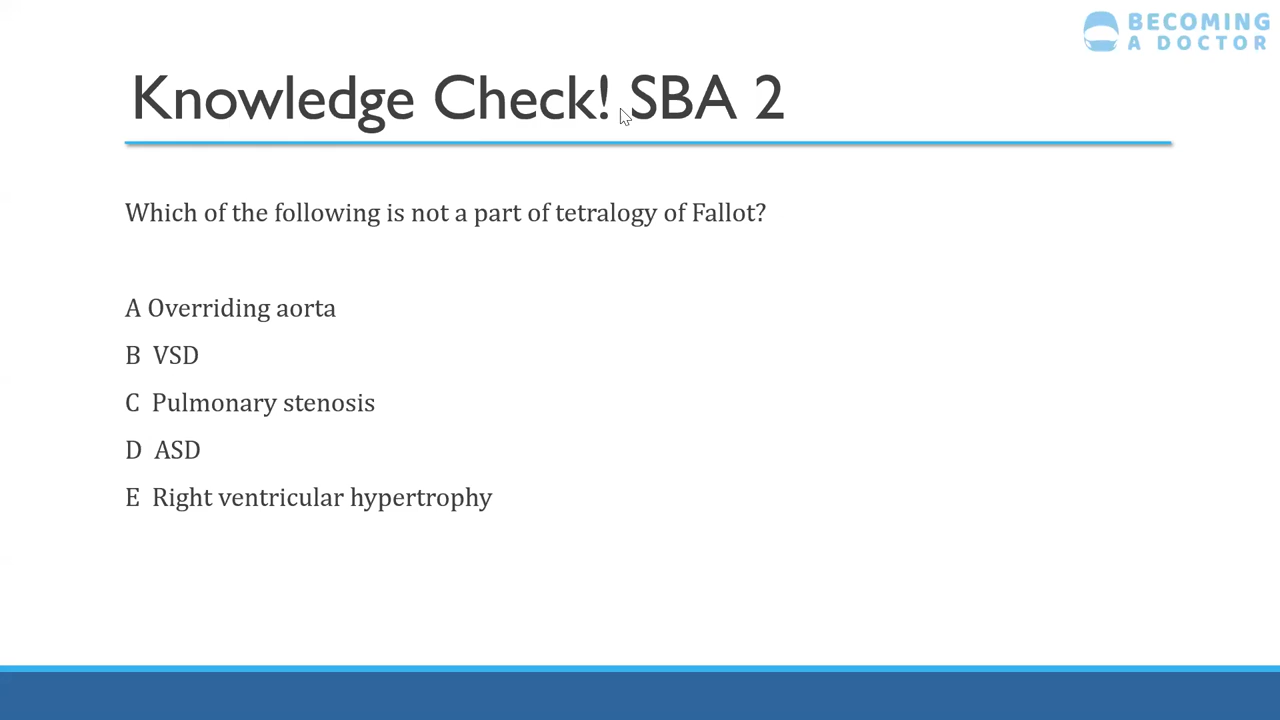 BECOMING
A DOCTOR
Knowledge Check! SBA 2
Which of the following is not a part of tetralogy of Fallot?
A Overriding aorta
B VSD
C Pulmonary stenosis
D ASD
E Right ventricular hypertrophy